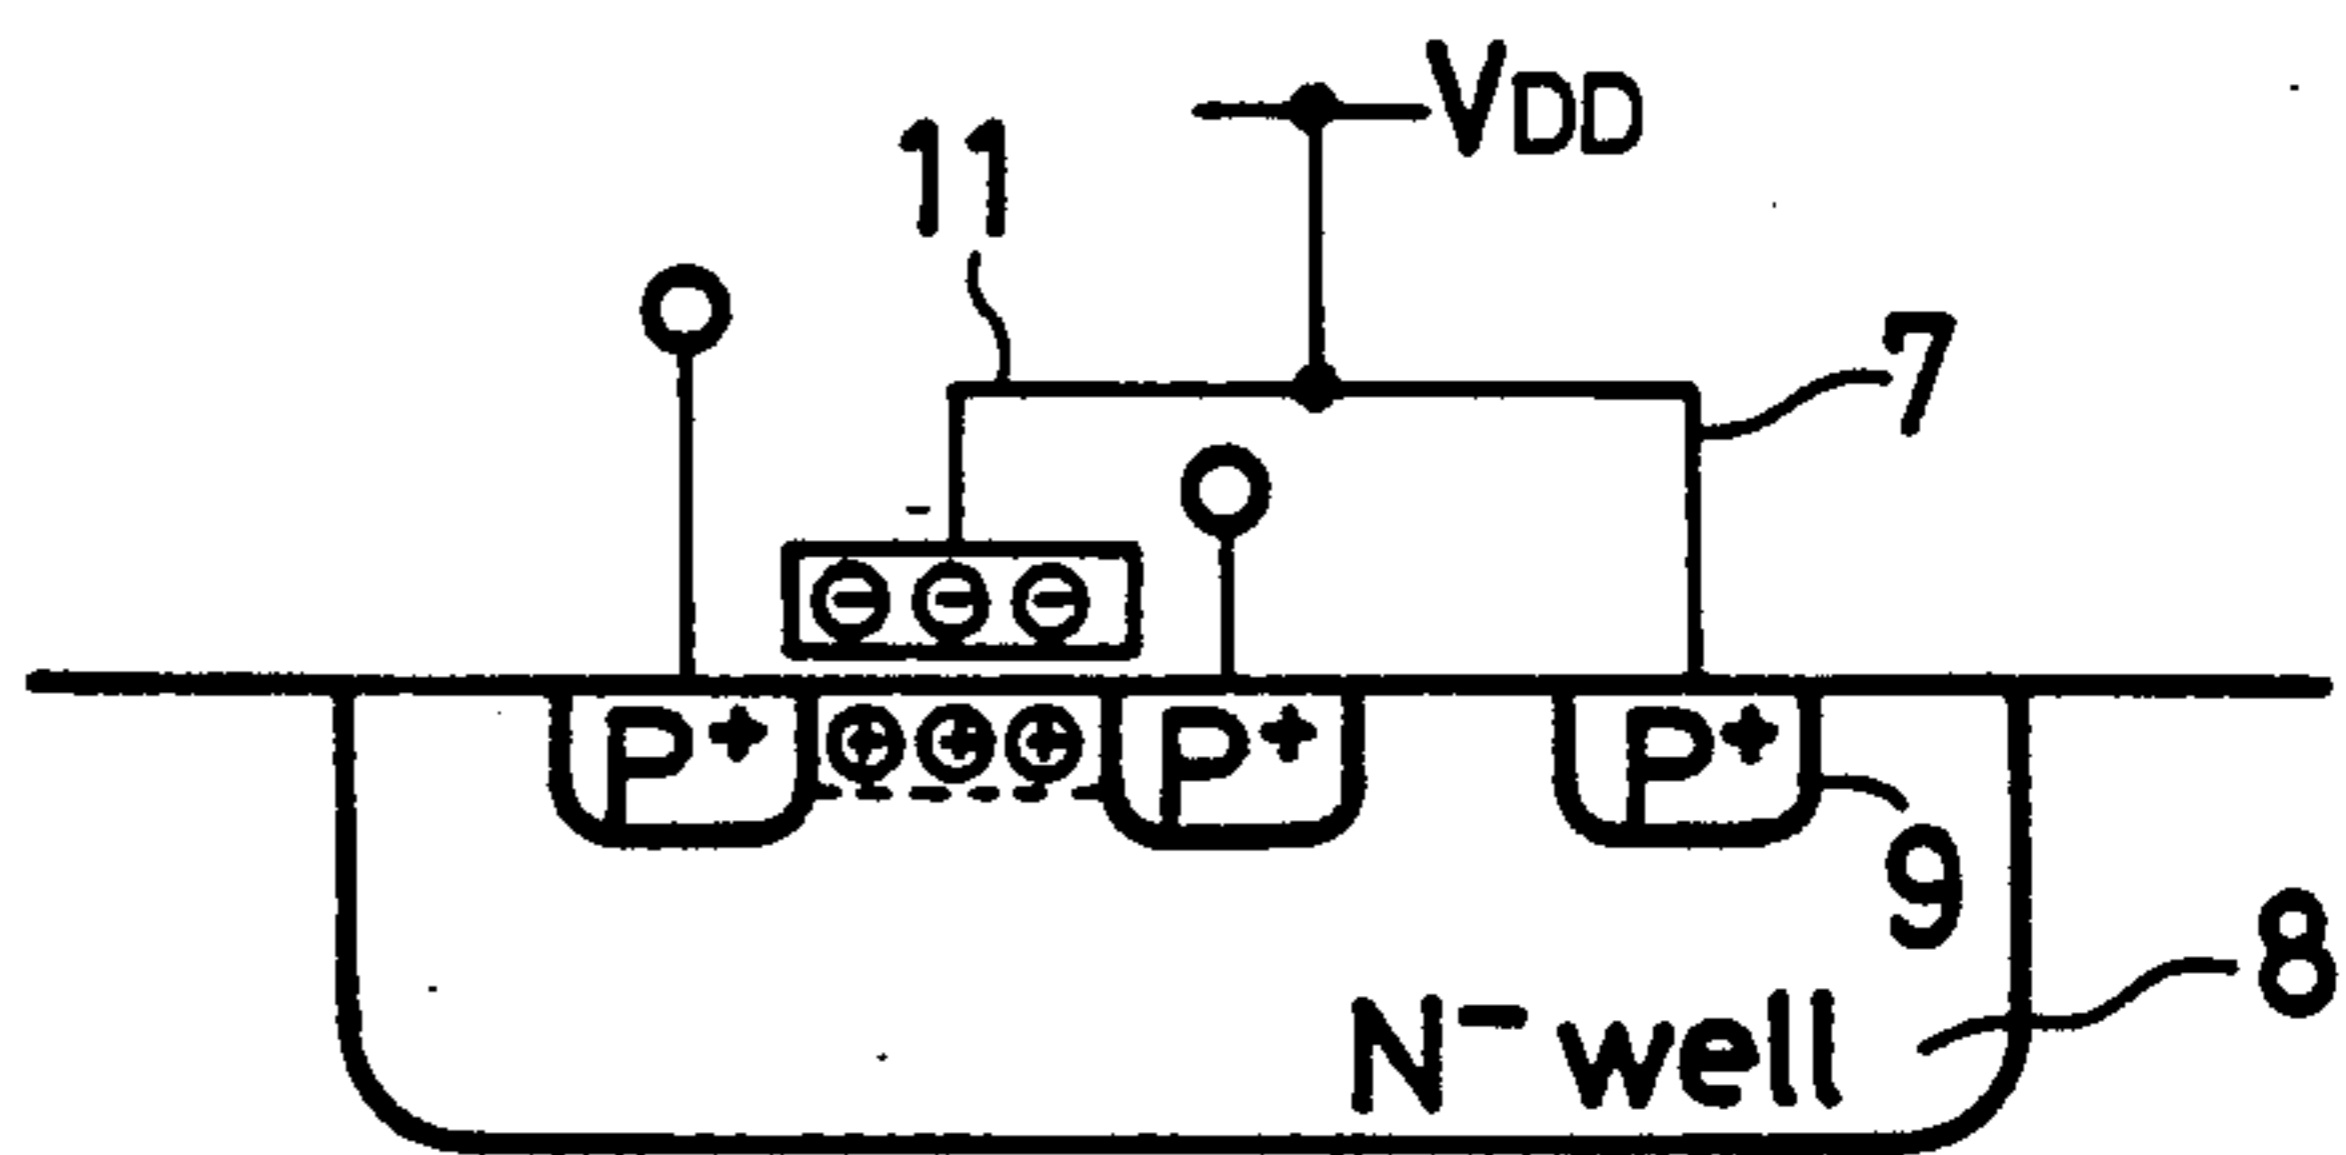 VDD
11
7
⊖ ⊖ ⊖
P+ ⊕ ⊕ ⊕ P+ P+
9
8
N- well